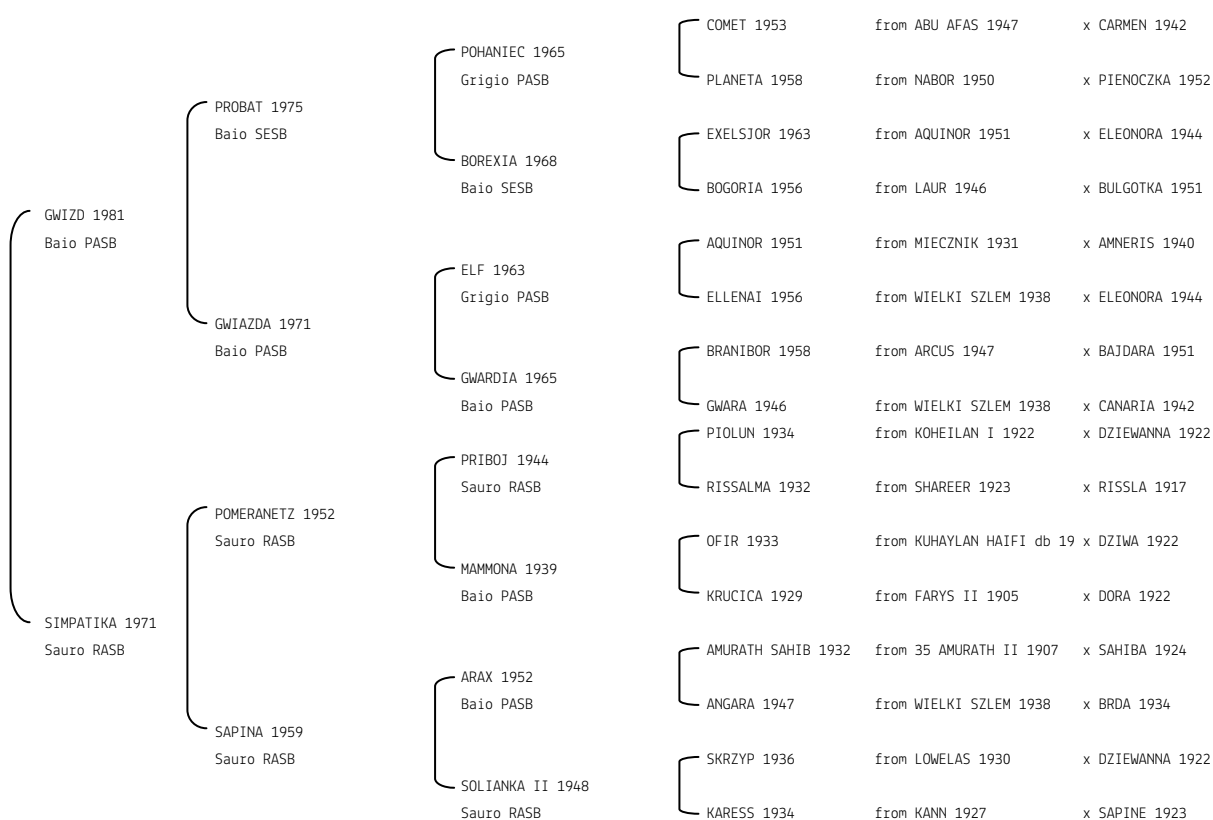 COMET 1953 from ABU AFAS 1947 x CARMEN 1942
POHANIEC 1965
Grigio PASB
PLANETA 1958 from NABOR 1950 x PIENOCZKA 1952
PROBAT 1975
Baio SESB
EXELSJOR 1963 from AQUINOR 1951 x ELEONORA 1944
BOREXIA 1968
Baio SESB
BOGORIA 1956 from LAUR 1946 x BULGOTKA 1951
GWIZD 1981
Baio PASB
AQUINOR 1951 from MIECZNIK 1931 x AMNERIS 1940
ELF 1963
Grigio PASB
ELLENAI 1956 from WIELKI SZLEM 1938 x ELEONORA 1944
GWIAZDA 1971
Baio PASB
BRANIBOR 1958 from ARCUS 1947 x BAJDARA 1951
GWARDIA 1965
Baio PASB
GWARA 1946 from WIELKI SZLEM 1938 x CANARIA 1942
PIOLUN 1934 from KOHEILAN I 1922 x DZIEWANNA 1922
PRIBOJ 1944
Sauro RASB
RISSALMA 1932 from SHAREER 1923 x RISSLA 1917
POMERANETZ 1952
Sauro RASB
OFIR 1933 from KUHAYLAN HAIFI db 19 x DZIWA 1922
MAMMONA 1939
Baio PASB
KRUCICA 1929 from FARYS II 1905 x DORA 1922
SIMPATIKA 1971
Sauro RASB
AMURATH SAHIB 1932 from 35 AMURATH II 1907 x SAHIBA 1924
ARAX 1952
Baio PASB
ANGARA 1947 from WIELKI SZLEM 1938 x BRDA 1934
SAPINA 1959
Sauro RASB
SKRZYP 1936 from LOWELAS 1930 x DZIEWANNA 1922
SOLIANKA II 1948
Sauro RASB
KARESS 1934 from KANN 1927 x SAPINE 1923